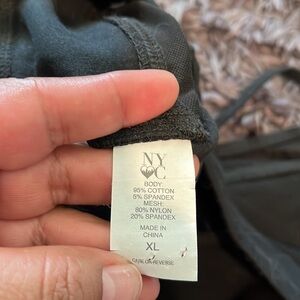 NY
C
BODY:
95% COTTON
5% SPANDEX
MESH:
80% NYLON
20% SPANDEX
MADE IN
CHINA
XL
CARE ON REVERSE